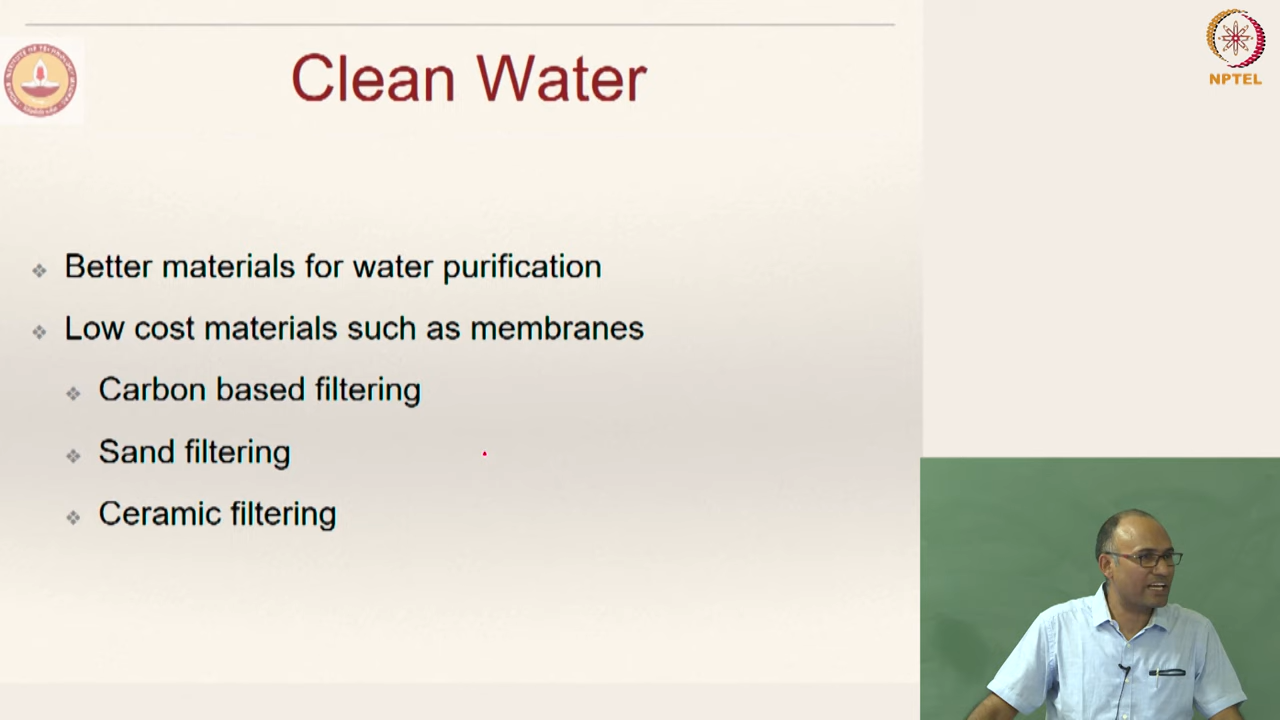 Clean Water
NPTEL
Better materials for water purification
Low cost materials such as membranes
Carbon based filtering
Sand filtering
Ceramic filtering